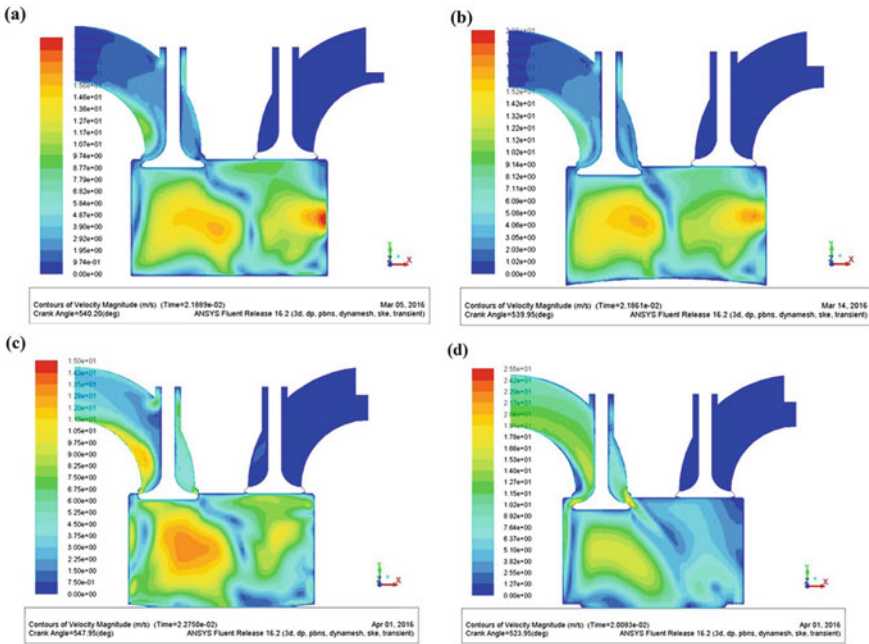 (a)
1.56e+01
1.46e+01
1.36e+01
1.27e+01
1.17e+01
1.07e+01
9.74e+00
8.77e+00
7.79e+00
6.82e+00
5.84e+00
4.87e+00
3.90e+00
2.92e+00
1.95e+00
9.74e-01
0.00e+00
Y
X
Contours of Velocity Magnitude (m/s) (Time=2.1889e-02) Mar 05, 2016
Crank Angle=540.20(deg) ANSYS Fluent Release 16.2 (3d, dp, pbns, dynamesh, ske, transient)
(b)
1.52e+01
1.42e+01
1.32e+01
1.22e+01
1.12e+01
1.02e+01
9.14e+00
8.12e+00
7.11e+00
6.09e+00
5.08e+00
4.06e+00
3.05e+00
2.03e+00
1.02e+00
0.00e+00
Y
X
Contours of Velocity Magnitude (m/s) (Time=2.1861e-02) Mar 14, 2016
Crank Angle=539.95(deg) ANSYS Fluent Release 16.2 (3d, dp, pbns, dynamesh, ske, transient)
(c)
1.50e+01
1.43e+01
1.20e+01
1.05e+01
9.75e+00
9.00e+00
8.25e+00
7.50e+00
6.75e+00
6.00e+00
5.25e+00
4.50e+00
3.75e+00
3.00e+00
2.25e+00
1.50e+00
7.50e-01
0.00e+00
Y
X
Contours of Velocity Magnitude (m/s) (Time=2.2750e-02) Apr 01, 2016
Crank Angle=547.95(deg) ANSYS Fluent Release 16.2 (3d, dp, pbns, dynamesh, ske, transient)
(d)
2.55e+01
2.42e+01
1.78e+01
1.66e+01
1.53e+01
1.40e+01
1.27e+01
1.15e+01
1.02e+01
8.92e+00
7.64e+00
6.37e+00
5.10e+00
3.82e+00
2.55e+00
1.27e+00
0.00e+00
Y
X
Contours of Velocity Magnitude (m/s) (Time=2.0083e-02) Apr 01, 2016
Crank Angle=523.95(deg) ANSYS Fluent Release 16.2 (3d, dp, pbns, dynamesh, ske, transient)